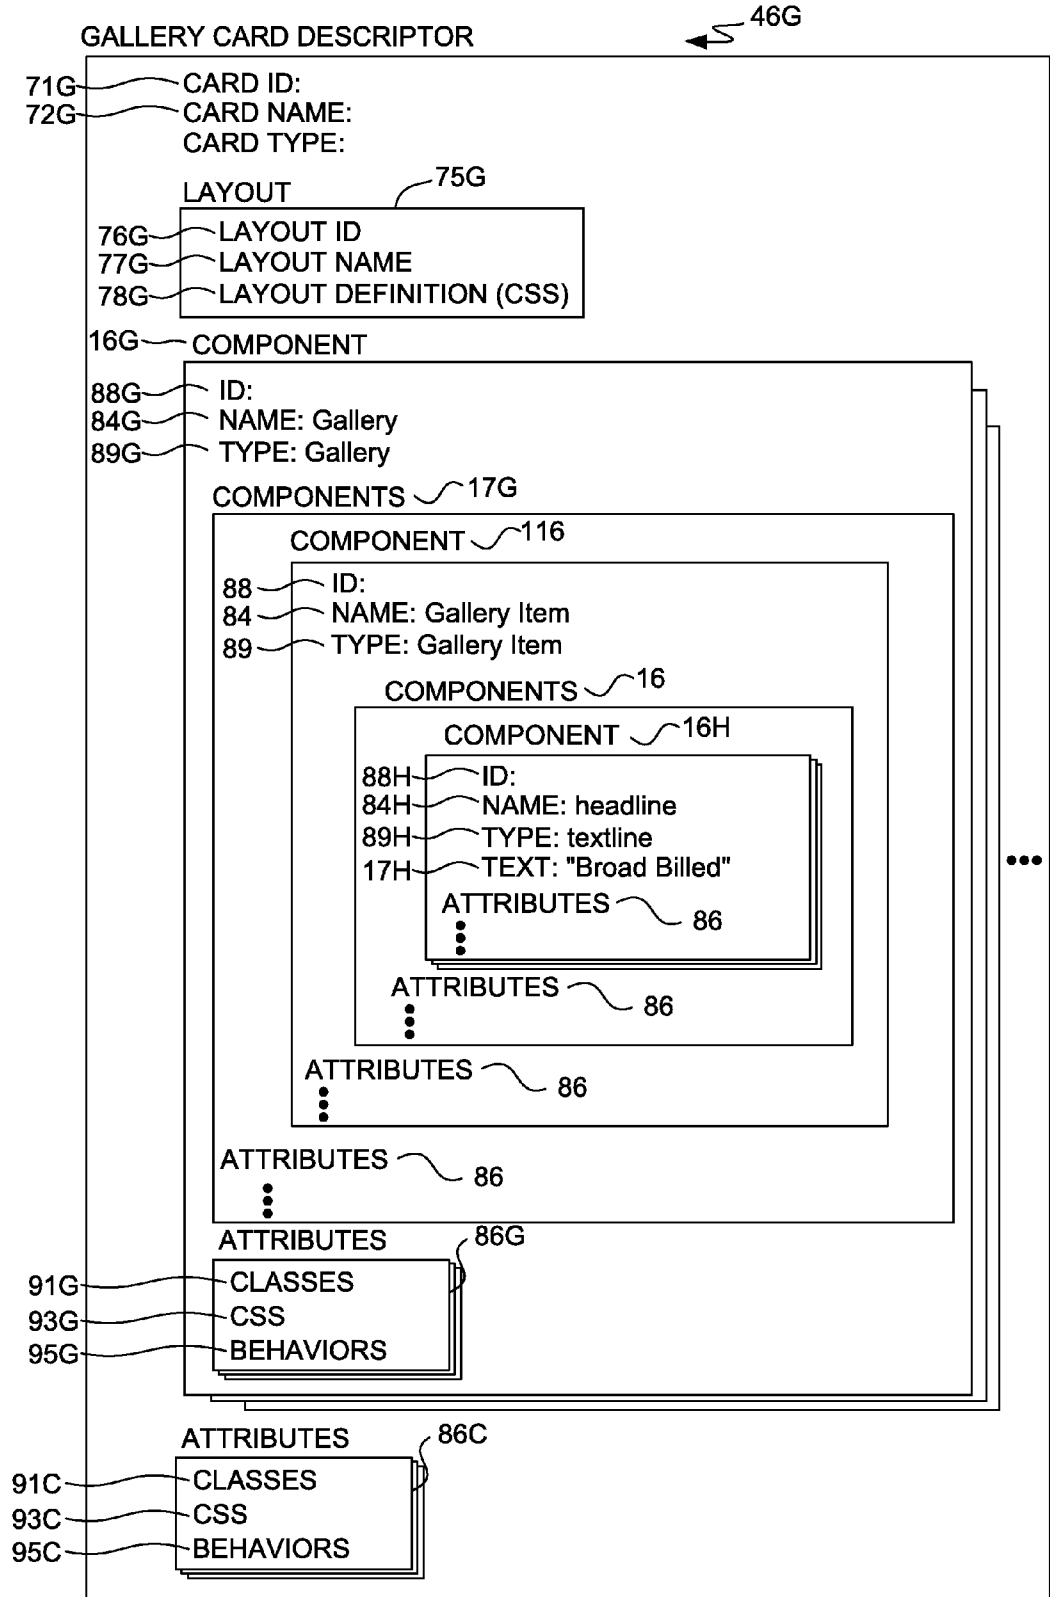 46G
GALLERY CARD DESCRIPTOR
71G CARD ID:
72G CARD NAME:
CARD TYPE:
75G
LAYOUT
76G LAYOUT ID
77G LAYOUT NAME
78G LAYOUT DEFINITION (CSS)
16G COMPONENT
88G ID:
84G NAME: Gallery
89G TYPE: Gallery
COMPONENTS 17G
COMPONENT 116
88 ID:
84 NAME: Gallery Item
89 TYPE: Gallery Item
COMPONENTS 16
COMPONENT 16H
88H ID:
84H NAME: headline
89H TYPE: textline
17H TEXT: "Broad Billed"
ATTRIBUTES 86
ATTRIBUTES 86
ATTRIBUTES 86
ATTRIBUTES 86
ATTRIBUTES 86G
91G CLASSES
93G CSS
95G BEHAVIORS
ATTRIBUTES 86C
91C CLASSES
93C CSS
95C BEHAVIORS